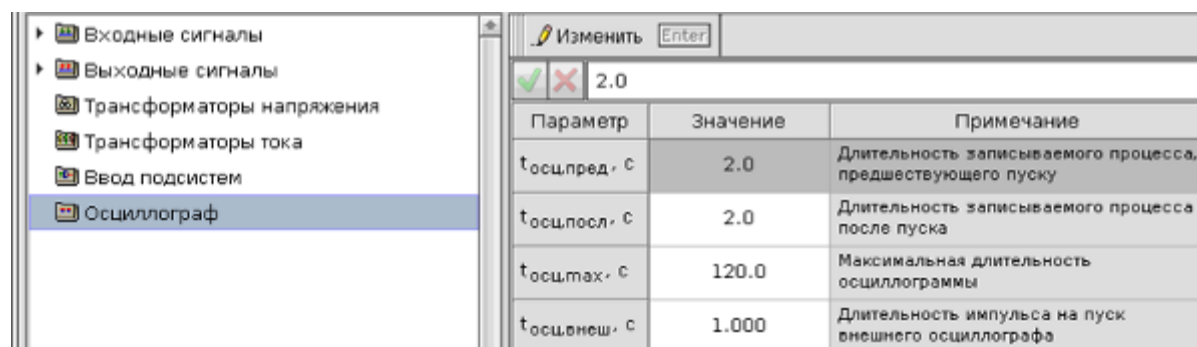 Входные сигналы
Выходные сигналы
Трансформаторы напряжения
Трансформаторы тока
Ввод подсистем
Осциллограф
Изменить Enter
2.0
Параметр Значение Примечание
tосц,пред, с 2.0 Длительность записываемого процесса,
предшествующего пуску
tосц,посл, с 2.0 Длительность записываемого процесса
после пуска
tосц,max, с 120.0 Максимальная длительность
осциллограммы
tосц,внеш, с 1.000 Длительность импульса на пуск
внешнего осциллографа